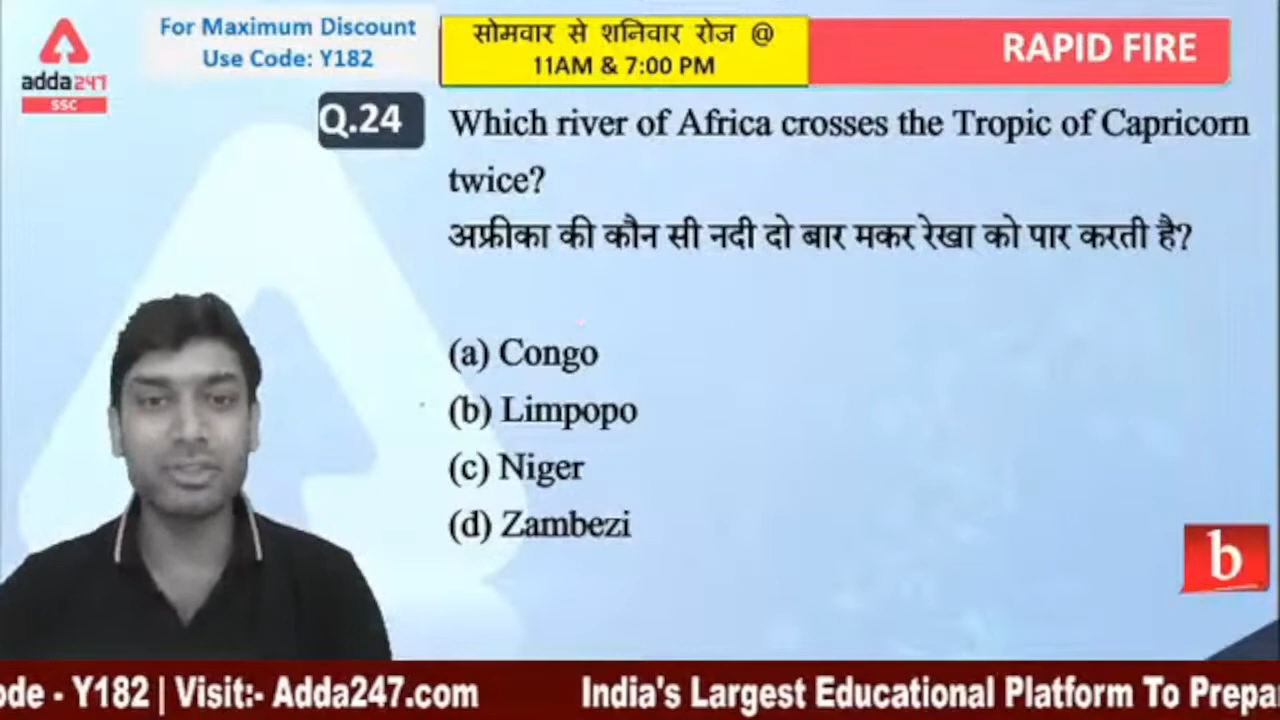 adda247
SSC
For Maximum Discount
Use Code: Y182
सोमवार से शनिवार रोज @
11AM & 7:00 PM
RAPID FIRE
Q.24
Which river of Africa crosses the Tropic of Capricorn
twice?
अफ्रीका की कौन सी नदी दो बार मकर रेखा को पार करती है?
(a) Congo
(b) Limpopo
(c) Niger
(d) Zambezi
b
ode - Y182 | Visit:- Adda247.com India's Largest Educational Platform To Prepa